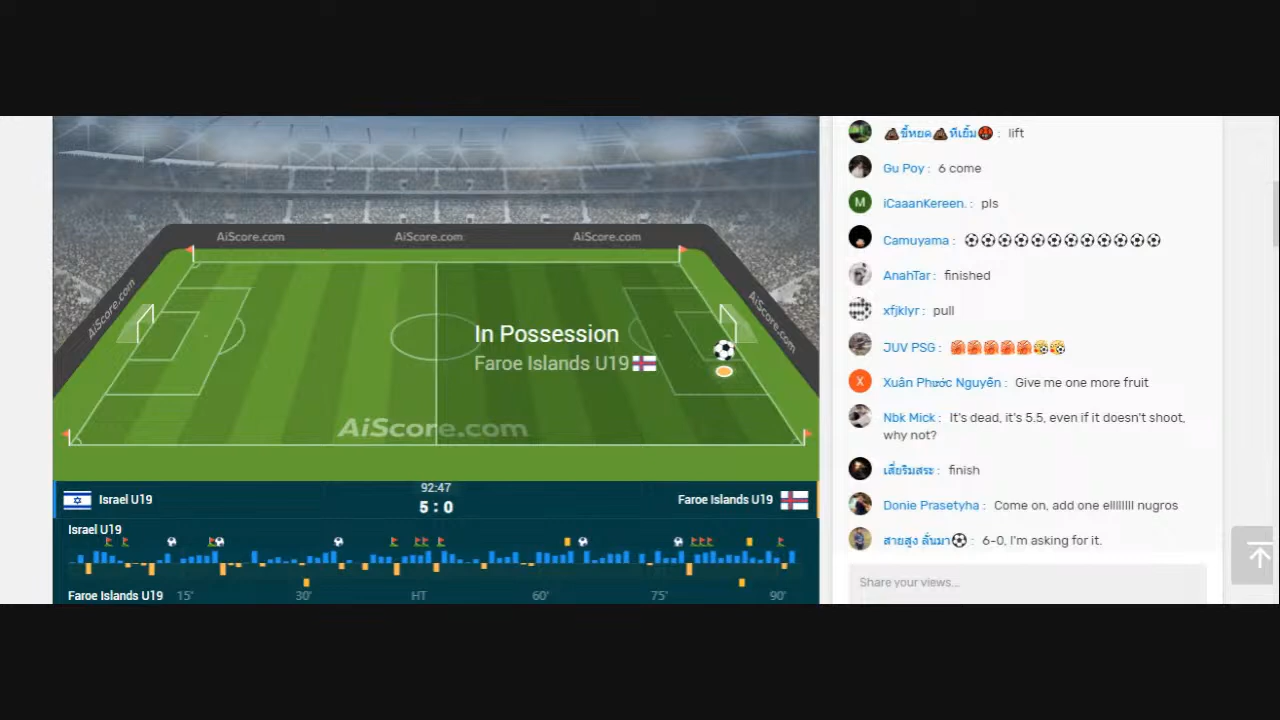 AiScore.com AiScore.com AiScore.com
AiScore.com
AiScore.com
In Possession
Faroe Islands U19
AiScore.com
92:47
Israel U19 5 : 0 Faroe Islands U19
Israel U19
Faroe Islands U19 15' 30' HT 60' 75' 90'
💩ขี้หยด💩หีเยิ้ม👹 : lift
Gu Poy : 6 come
M
iCaaanKereen. : pls
Camuyama : ⚽⚽⚽⚽⚽⚽⚽⚽⚽⚽⚽⚽
AnahTar : finished
xfjklyr : pull
JUV PSG :
X
Xuân Phước Nguyễn : Give me one more fruit
Nbk Mick : It's dead, it's 5.5, even if it doesn't shoot,
why not?
เสี่ยริมสระ : finish
Donie Prasetyha : Come on, add one ellllllll nugros
สายสูง ลั่นมา⚽ : 6-0, I'm asking for it.
Share your views...